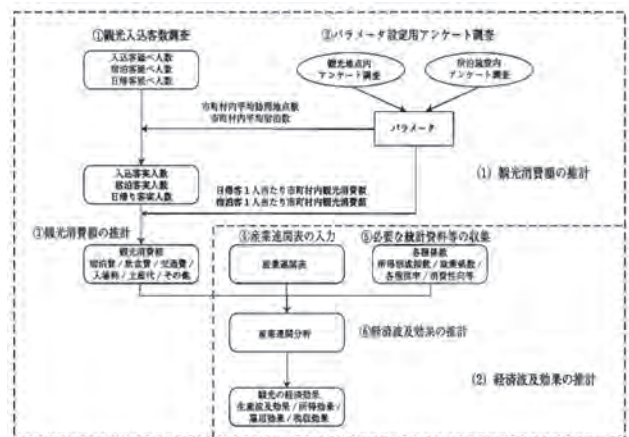 ①観光入込客数調査
②パラメータ設定用アンケート調査
入込客延べ人数
宿泊客延べ人数
日帰客延べ人数
観光地点内
アンケート調査
宿泊施設内
アンケート調査
市町村内平均訪問地点数
市町村内平均宿泊数
パラメータ
入込客実人数
宿泊客実人数
日帰り客実人数
(1) 観光消費額の推計
日帰客1人当たり市町村内観光消費額
宿泊客1人当たり市町村内観光消費額
③観光消費額の推計
④産業連関表の入力
⑤必要な統計資料等の収集
観光消費額
宿泊費/飲食費/交通費/
入場料/土産代/その他
産業連関表
各種係数
所得形成係数/就業係数/
各種税率/消費性向等
産業連関分析
⑥経済波及効果の推計
(2) 経済波及効果の推計
観光の経済効果
生産波及効果/所得効果/
雇用効果/税収効果